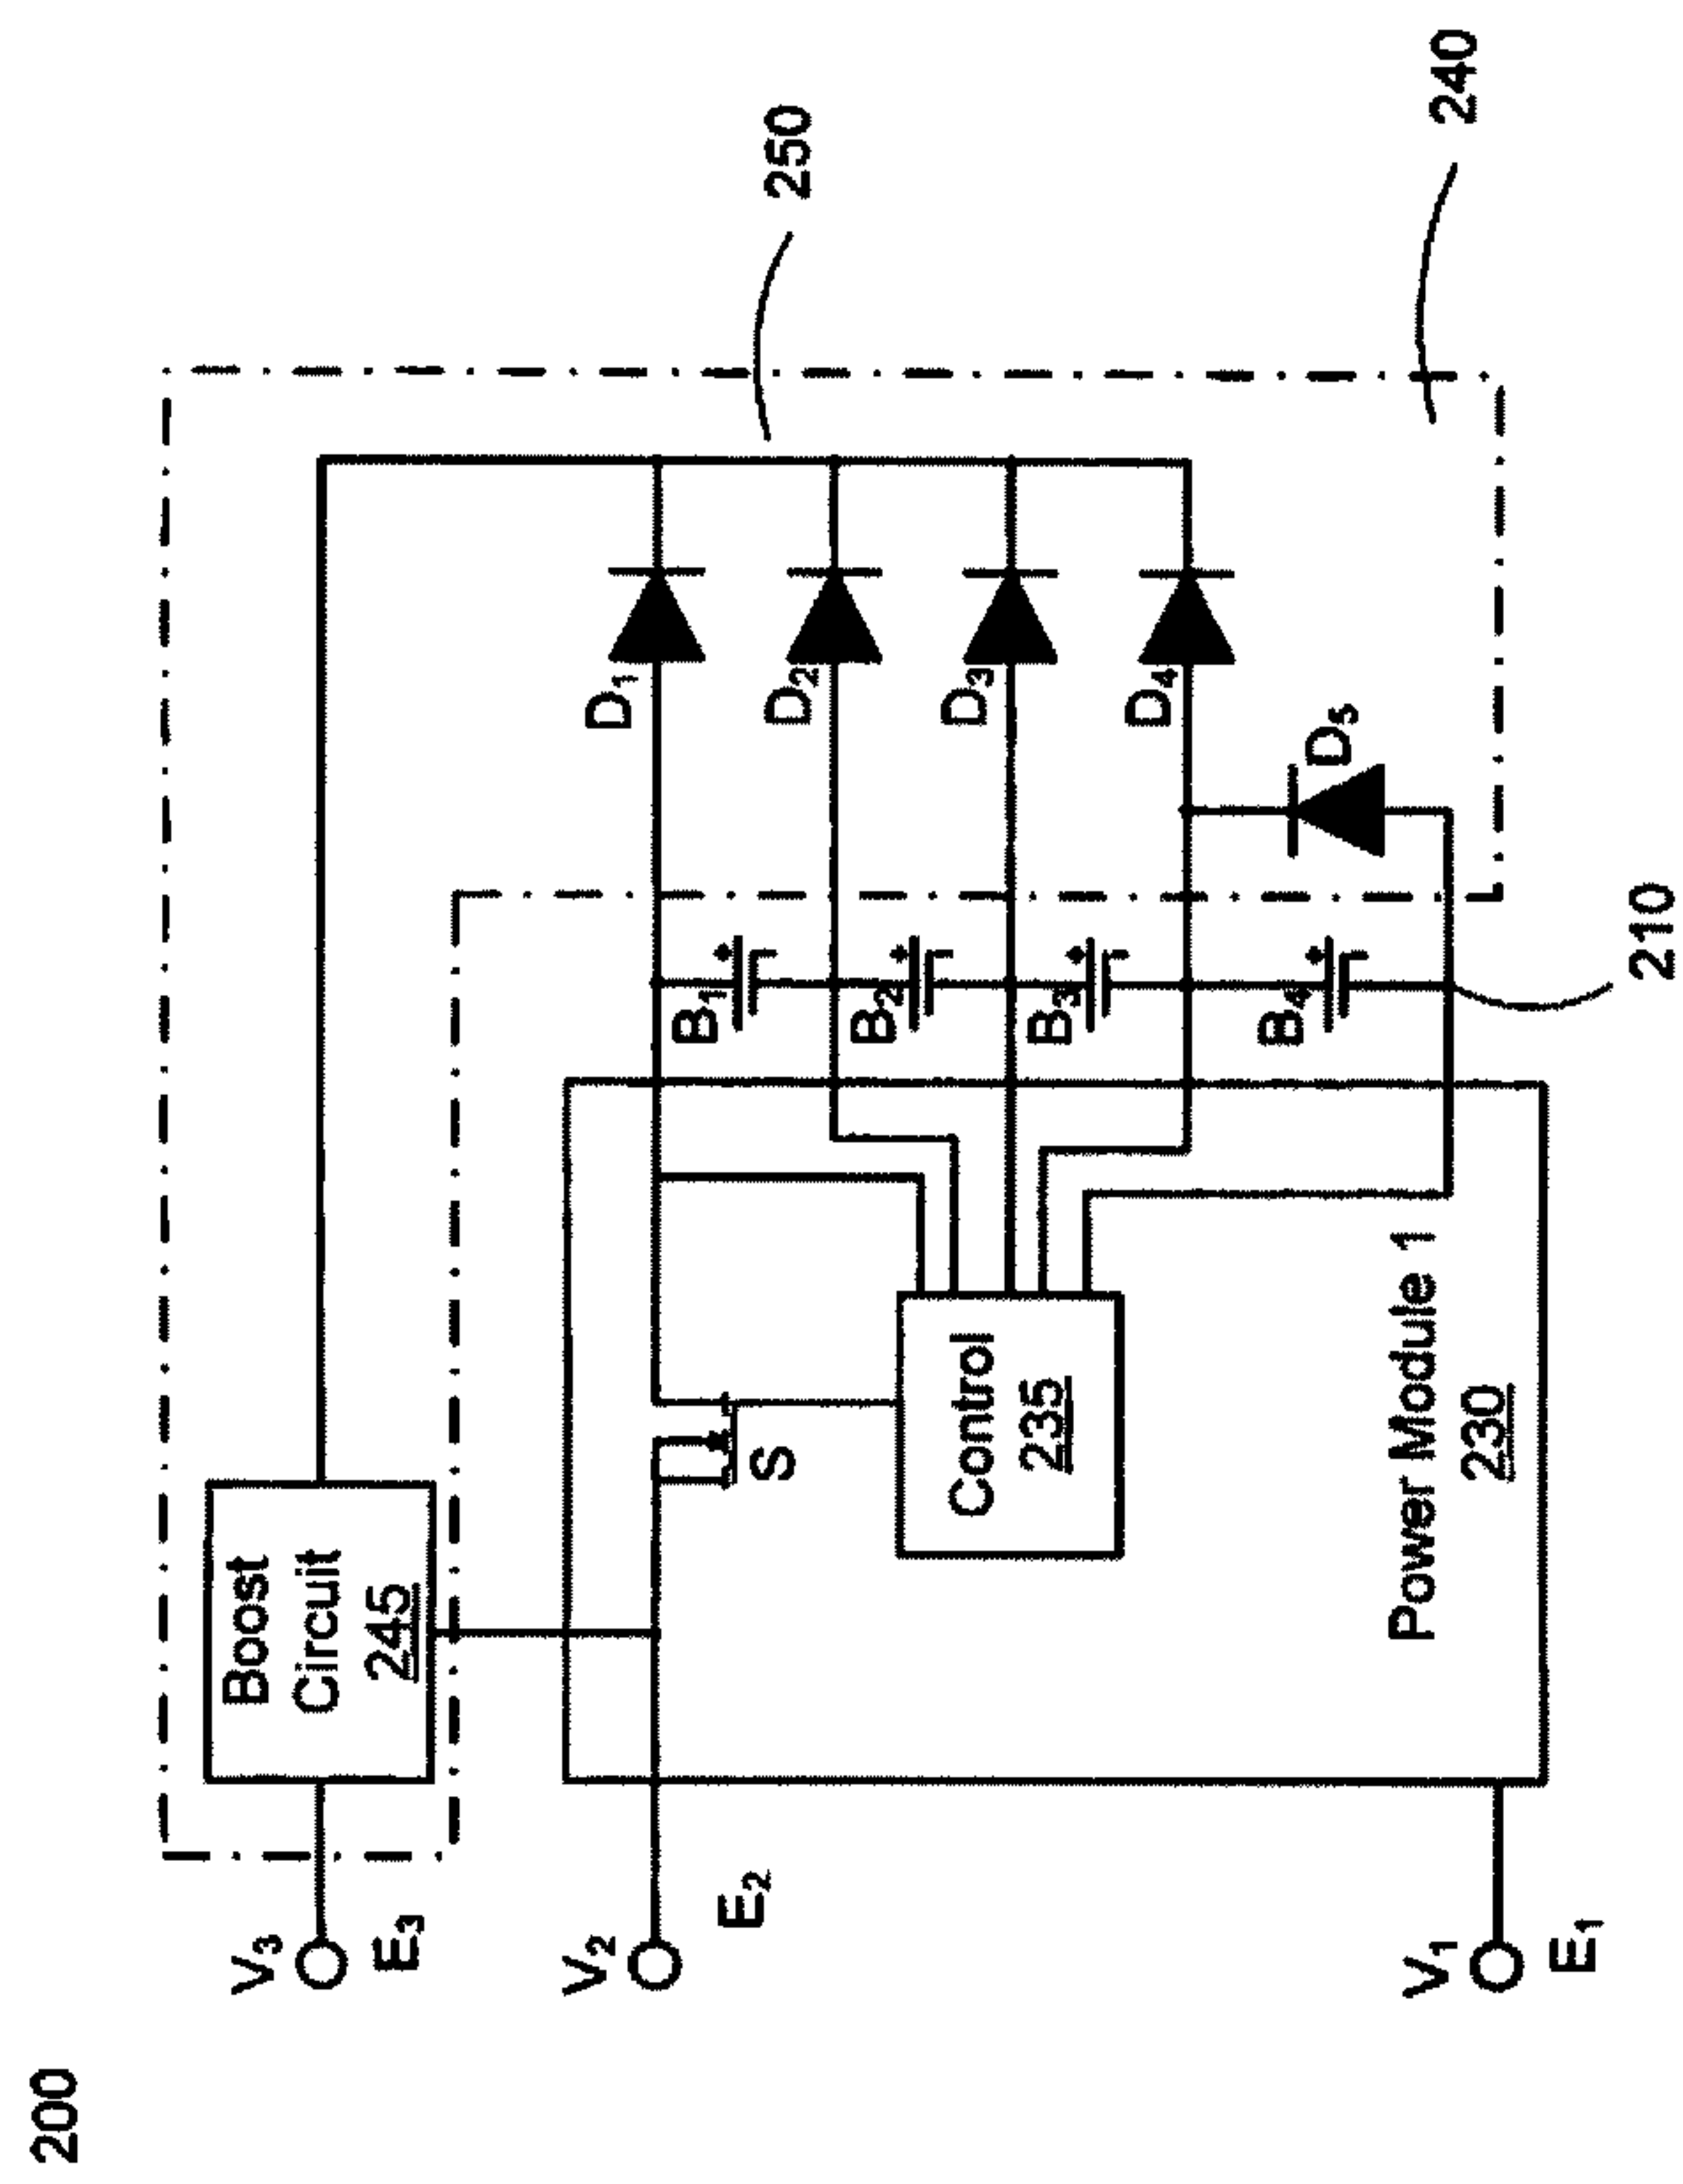 200
V3
E3
V2
E2
V1
E1
Boost
Circuit
245
S
Control
235
Power Module 1
230
B1
B2
B3
B4
210
D1
D2
D3
D4
D5
250
240